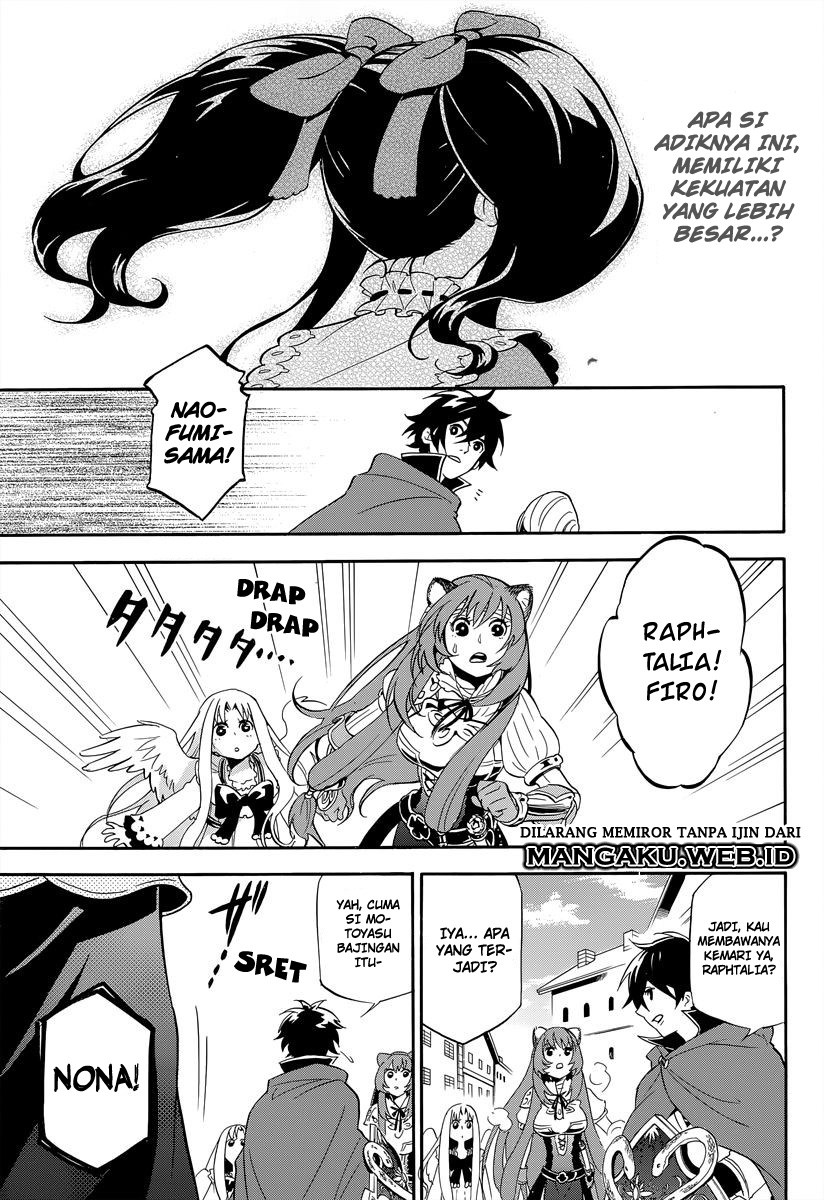 APA SI
ADIKNYA INI,
MEMILIKI
KEKUATAN
YANG LEBIH
BESAR...?
NAO-
FUMI-
SAMA!
RAPH-
TALIA!
FIRO!
DRAP
DRAP
タタタタ....
DILARANG MEMIROR TANPA IJIN DARI
MANGAKU.WEB.ID
JADI, KAU
MEMBAWANYA
KEMARI YA,
RAPHTALIA?
IYA... APA
YANG TER-
JADI?
YAH, CUMA
SI MO-
TOYASU
BAJINGAN
ITU-
ザ...
SRET
NONA!